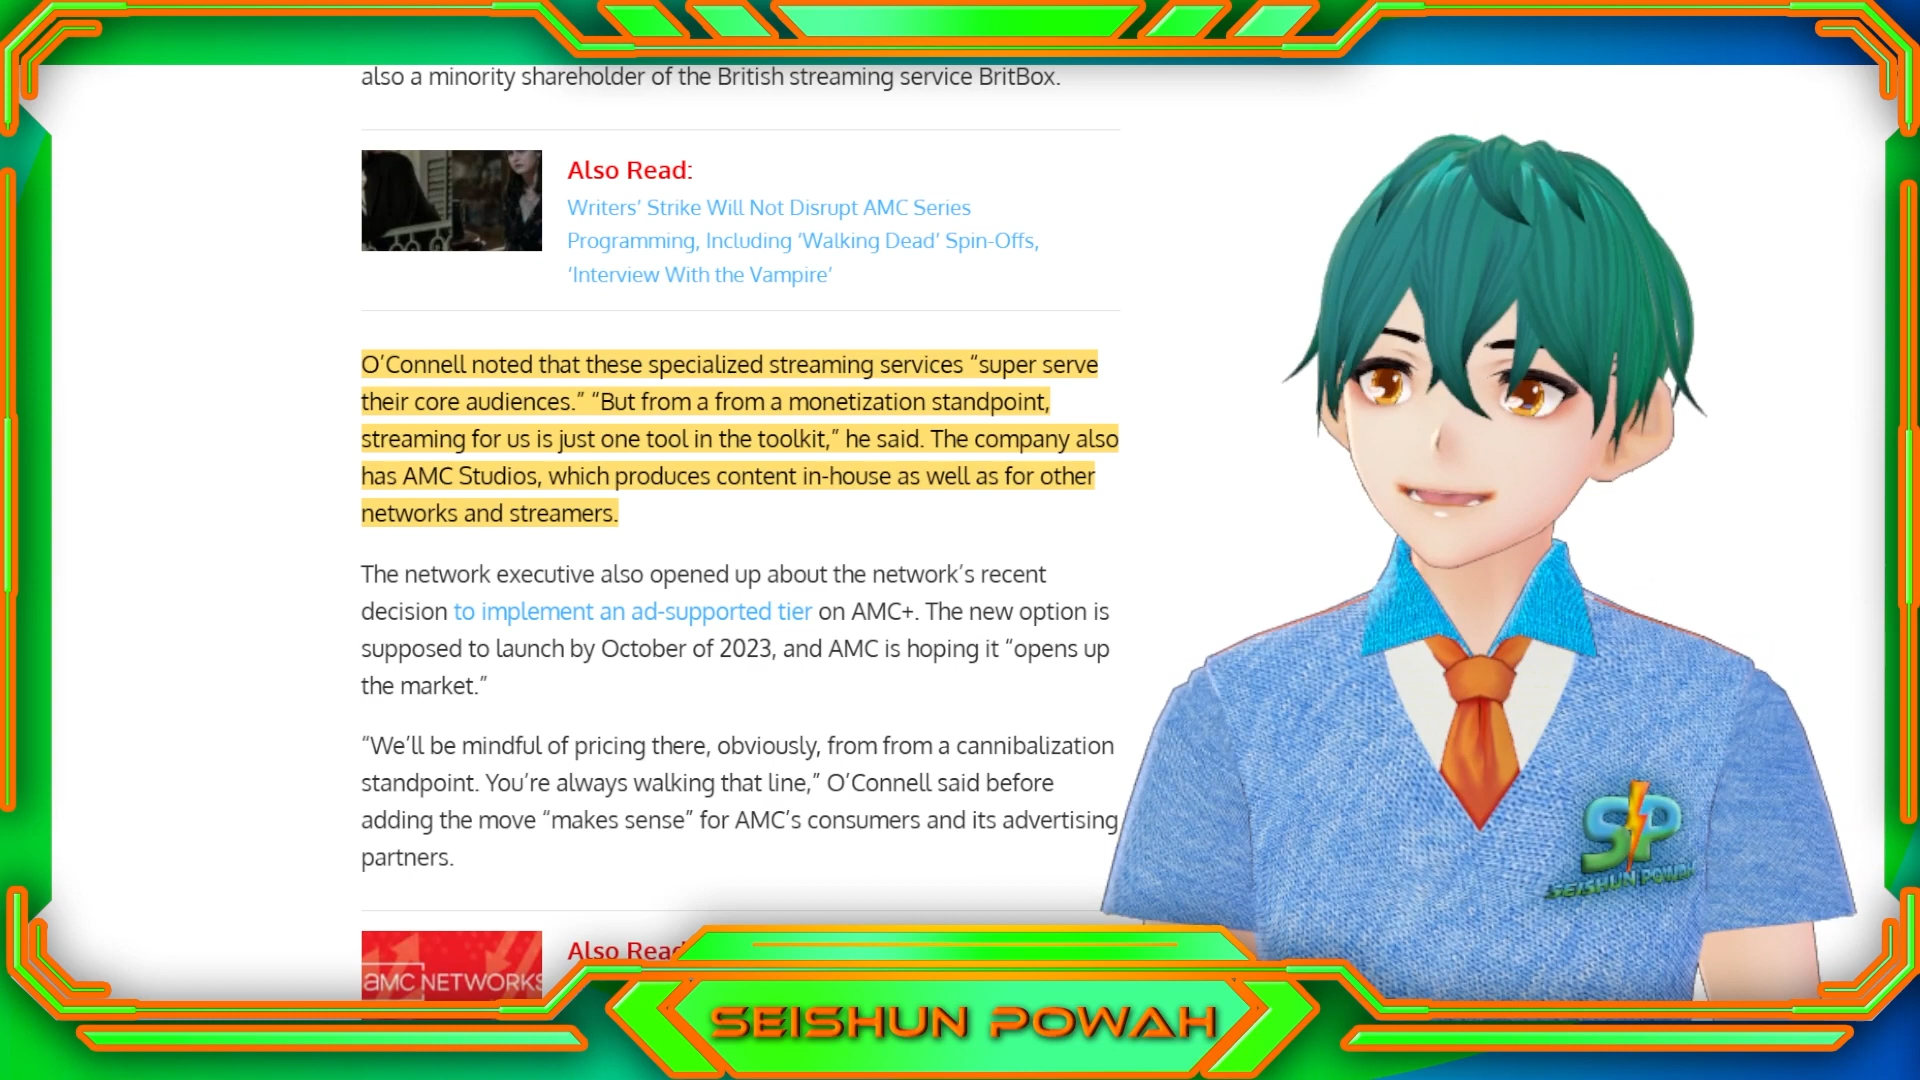 also a minority shareholder of the British streaming service BritBox.
Also Read:
Writers’ Strike Will Not Disrupt AMC Series
Programming, Including ‘Walking Dead’ Spin-Offs,
‘Interview With the Vampire’
O’Connell noted that these specialized streaming services “super serve
their core audiences.” “But from a from a monetization standpoint,
streaming for us is just one tool in the toolkit,” he said. The company also
has AMC Studios, which produces content in-house as well as for other
networks and streamers.
The network executive also opened up about the network’s recent
decision to implement an ad-supported tier on AMC+. The new option is
supposed to launch by October of 2023, and AMC is hoping it “opens up
the market.”
“We’ll be mindful of pricing there, obviously, from from a cannibalization
standpoint. You’re always walking that line,” O’Connell said before
adding the move “makes sense” for AMC’s consumers and its advertising
partners.
Also Read
aMC NETWORKS
SP
SEISHUN POWAH
SEISHUN POWAH